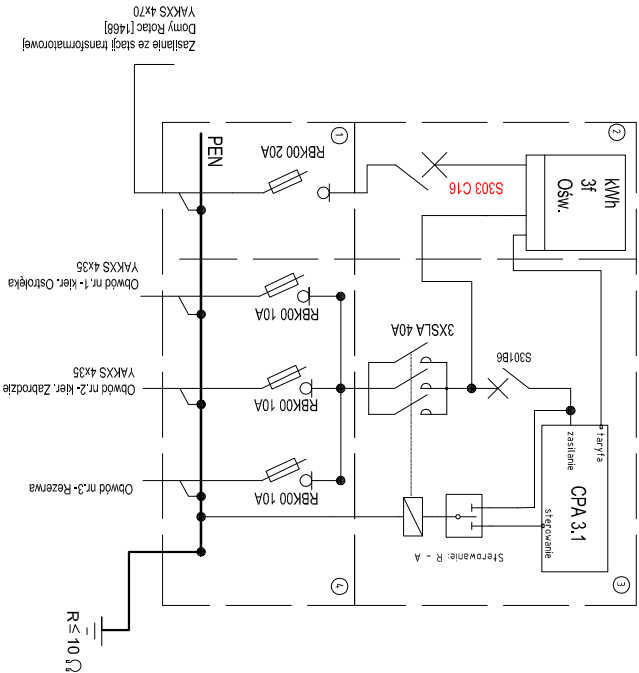 Zasilanie ze stacji transformatorowej
Domy Rotac [1468]
YAKXS 4x70
1
RBK00 20A
PEN
2
S303 C16
kWh
3f
Ośw.
Obwód nr.1- kier. Ostrołęka
YAKXS 4x35
RBK00 10A
3XSLA 40A
S301B6
Obwód nr.2- kier. Zabrodzie
YAKXS 4x35
RBK00 10A
taryfa
zasilanie
CPA 3.1
sterowanie
Obwód nr.3- Rezerwa
RBK00 10A
Sterowanie: R - A
4
3
R ≤ 10 Ω